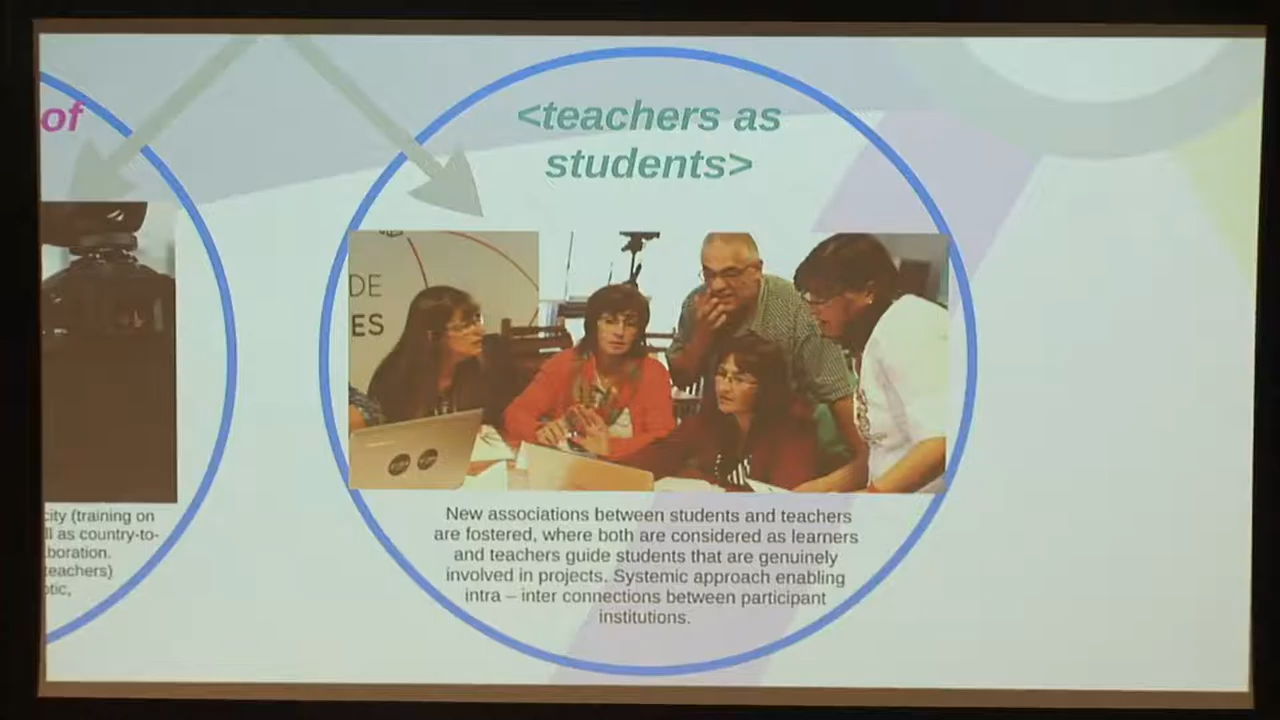 of
<teachers as
students>
DE
ES
city (training on
ll as country-to-
boration.
teachers)
otic,
New associations between students and teachers
are fostered, where both are considered as learners
and teachers guide students that are genuinely
involved in projects. Systemic approach enabling
intra – inter connections between participant
institutions.